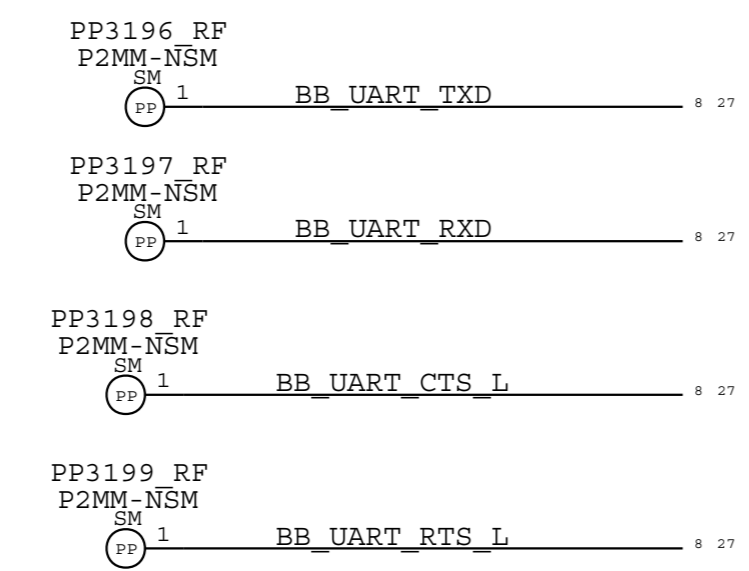 PP3196_RF
P2MM-NSM
SM
PP 1 BB_UART_TXD 8 27
PP3197_RF
P2MM-NSM
SM
PP 1 BB_UART_RXD 8 27
PP3198_RF
P2MM-NSM
SM
PP 1 BB_UART_CTS_L 8 27
PP3199_RF
P2MM-NSM
SM
PP 1 BB_UART_RTS_L 8 27